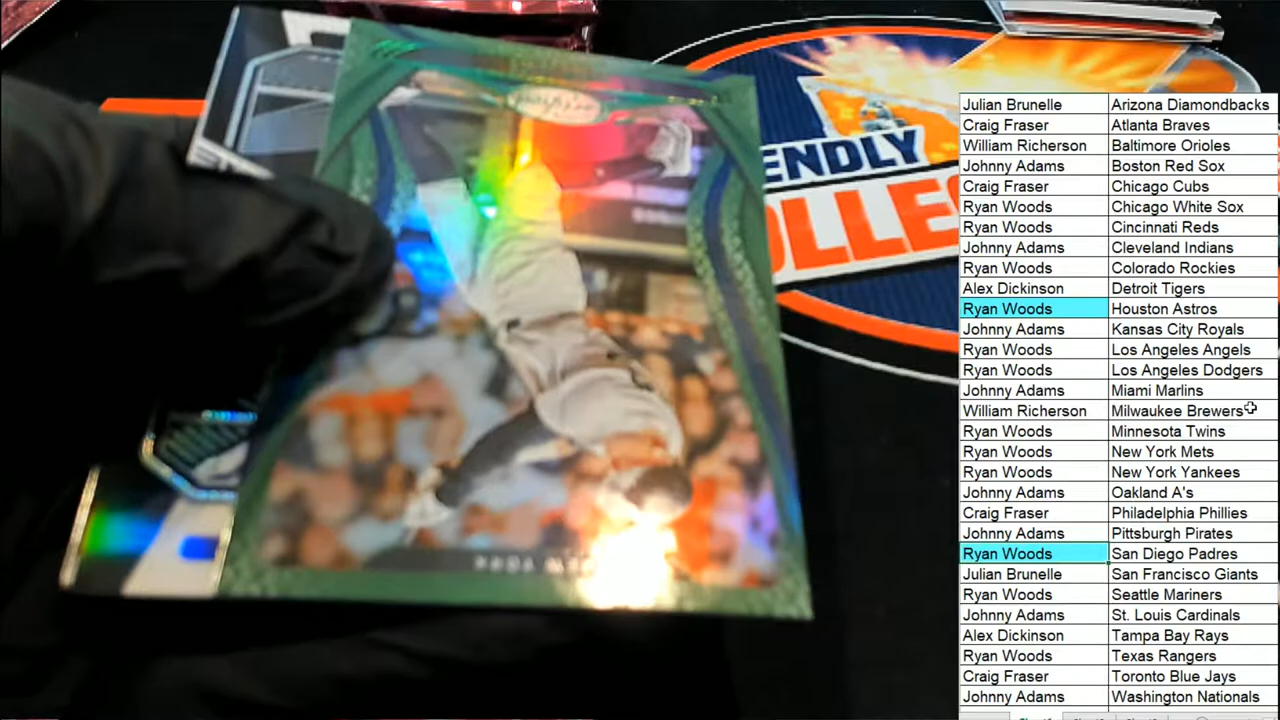 ENDLY
OLLE
Julian Brunelle Arizona Diamondbacks
Craig Fraser Atlanta Braves
William Richerson Baltimore Orioles
Johnny Adams Boston Red Sox
Craig Fraser Chicago Cubs
Ryan Woods Chicago White Sox
Ryan Woods Cincinnati Reds
Johnny Adams Cleveland Indians
Ryan Woods Colorado Rockies
Alex Dickinson Detroit Tigers
Ryan Woods Houston Astros
Johnny Adams Kansas City Royals
Ryan Woods Los Angeles Angels
Ryan Woods Los Angeles Dodgers
Johnny Adams Miami Marlins
William Richerson Milwaukee Brewers
Ryan Woods Minnesota Twins
Ryan Woods New York Mets
Ryan Woods New York Yankees
Johnny Adams Oakland A's
Craig Fraser Philadelphia Phillies
Johnny Adams Pittsburgh Pirates
Ryan Woods San Diego Padres
Julian Brunelle San Francisco Giants
Ryan Woods Seattle Mariners
Johnny Adams St. Louis Cardinals
Alex Dickinson Tampa Bay Rays
Ryan Woods Texas Rangers
Craig Fraser Toronto Blue Jays
Johnny Adams Washington Nationals